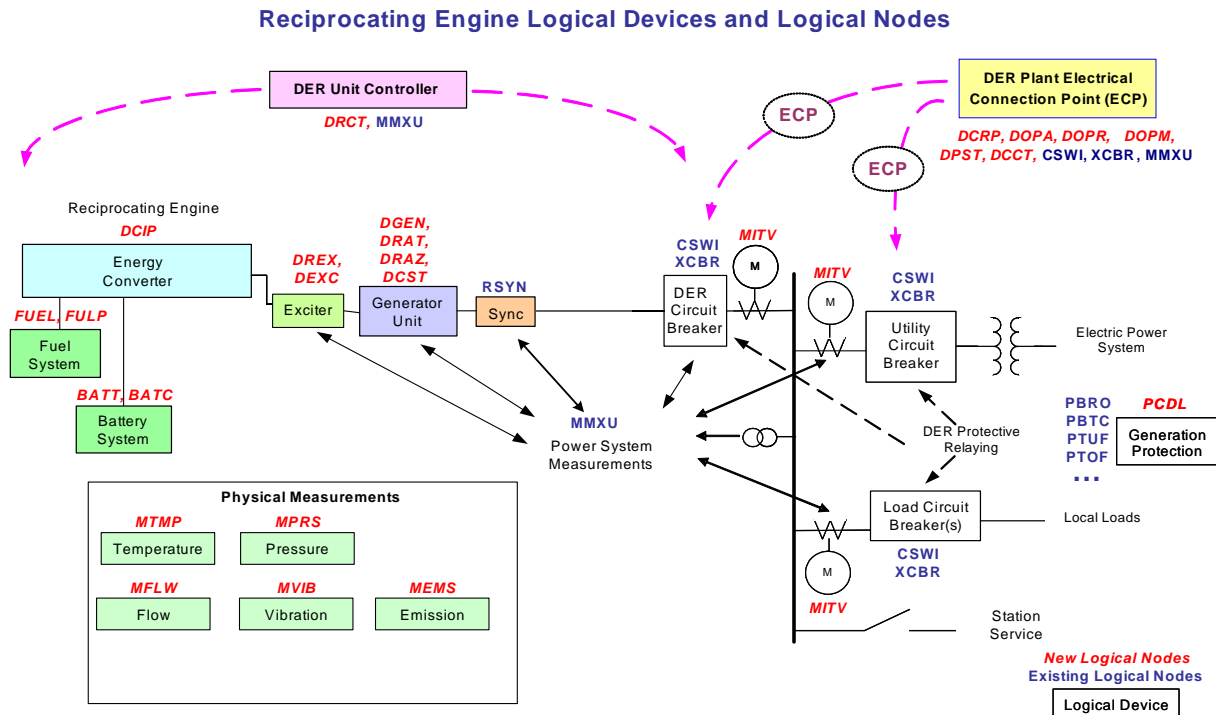 Reciprocating Engine Logical Devices and Logical Nodes
DER Unit Controller
DRCT, MMXU
ECP
ECP
DER Plant Electrical
Connection Point (ECP)
DCRP, DOPA, DOPR, DOPM,
DPST, DCCT, CSWI, XCBR, MMXU
Reciprocating Engine
DCIP
Energy
Converter
FUEL, FULP
Fuel
System
BATT, BATC
Battery
System
DREX,
DEXC
Exciter
DGEN,
DRAT,
DRAZ,
DCST
Generator
Unit
RSYN
Sync
CSWI
XCBR
DER
Circuit
Breaker
MITV
M
MITV
M
CSWI
XCBR
Utility
Circuit
Breaker
Electric Power
System
MMXU
Power System
Measurements
DER Protective
Relaying
PBRO
PBTC
PTUF
PTOF
...
PCDL
Generation
Protection
Load Circuit
Breaker(s)
CSWI
XCBR
Local Loads
M
MITV
Station
Service
Physical Measurements
MTMP
Temperature
MPRS
Pressure
MFLW
Flow
MVIB
Vibration
MEMS
Emission
New Logical Nodes
Existing Logical Nodes
Logical Device